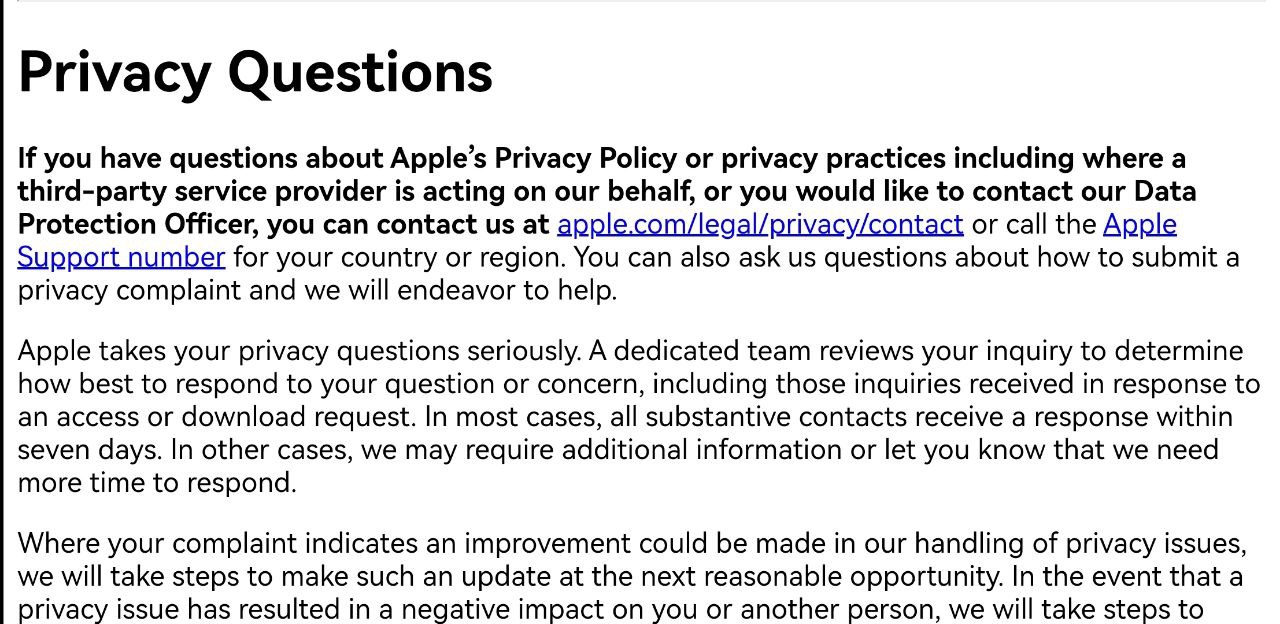 Privacy Questions
If you have questions about Apple’s Privacy Policy or privacy practices including where a
third-party service provider is acting on our behalf, or you would like to contact our Data
Protection Officer, you can contact us at apple.com/legal/privacy/contact or call the Apple
Support number for your country or region. You can also ask us questions about how to submit a
privacy complaint and we will endeavor to help.
Apple takes your privacy questions seriously. A dedicated team reviews your inquiry to determine
how best to respond to your question or concern, including those inquiries received in response to
an access or download request. In most cases, all substantive contacts receive a response within
seven days. In other cases, we may require additional information or let you know that we need
more time to respond.
Where your complaint indicates an improvement could be made in our handling of privacy issues,
we will take steps to make such an update at the next reasonable opportunity. In the event that a
privacy issue has resulted in a negative impact on you or another person, we will take steps to